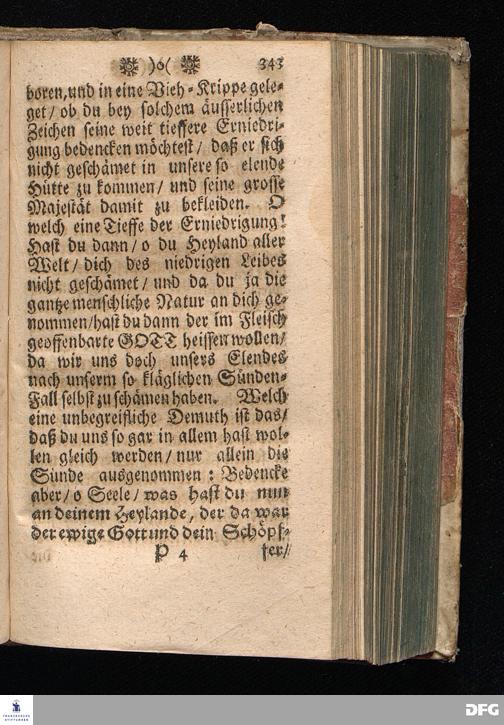 )o( 343
boren, und in eine Vieh-Krippe gele-
get / ob du bey solchem äusserlichen
Zeichen seine weit tieffere Erniedri-
gung bedencken möchtest / daß er sich
nicht geschämet in unsere so elende
Hütte zu kommen / und seine grosse
Majestät damit zu bekleiden. O
welch eine Tieffe der Erniedrigung!
Hast du dann / o du Heyland aller
Welt / dich des niedrigen Leibes
nicht geschämet / und da du ja die
gantze menschliche Natur an dich ge-
nommen / hast du dann der im Fleisch
geoffenbarte GOTT heissen wollen /
da wir uns doch unsers Elendes
nach unserm so kläglichen Sünden-
Fall selbst zu schämen haben. Welch
eine unbegreifliche Demuth ist das /
daß du uns so gar in allem hast wol-
len gleich werden / nur allein die
Sünde ausgenommen: Bedencke
aber / o Seele / was hast du nun
an deinem Heylande, der da war
der ewige Gott und dein Schöpf-
P 4 fer /
FRANCKESCHE
STIFTUNGEN
DFG